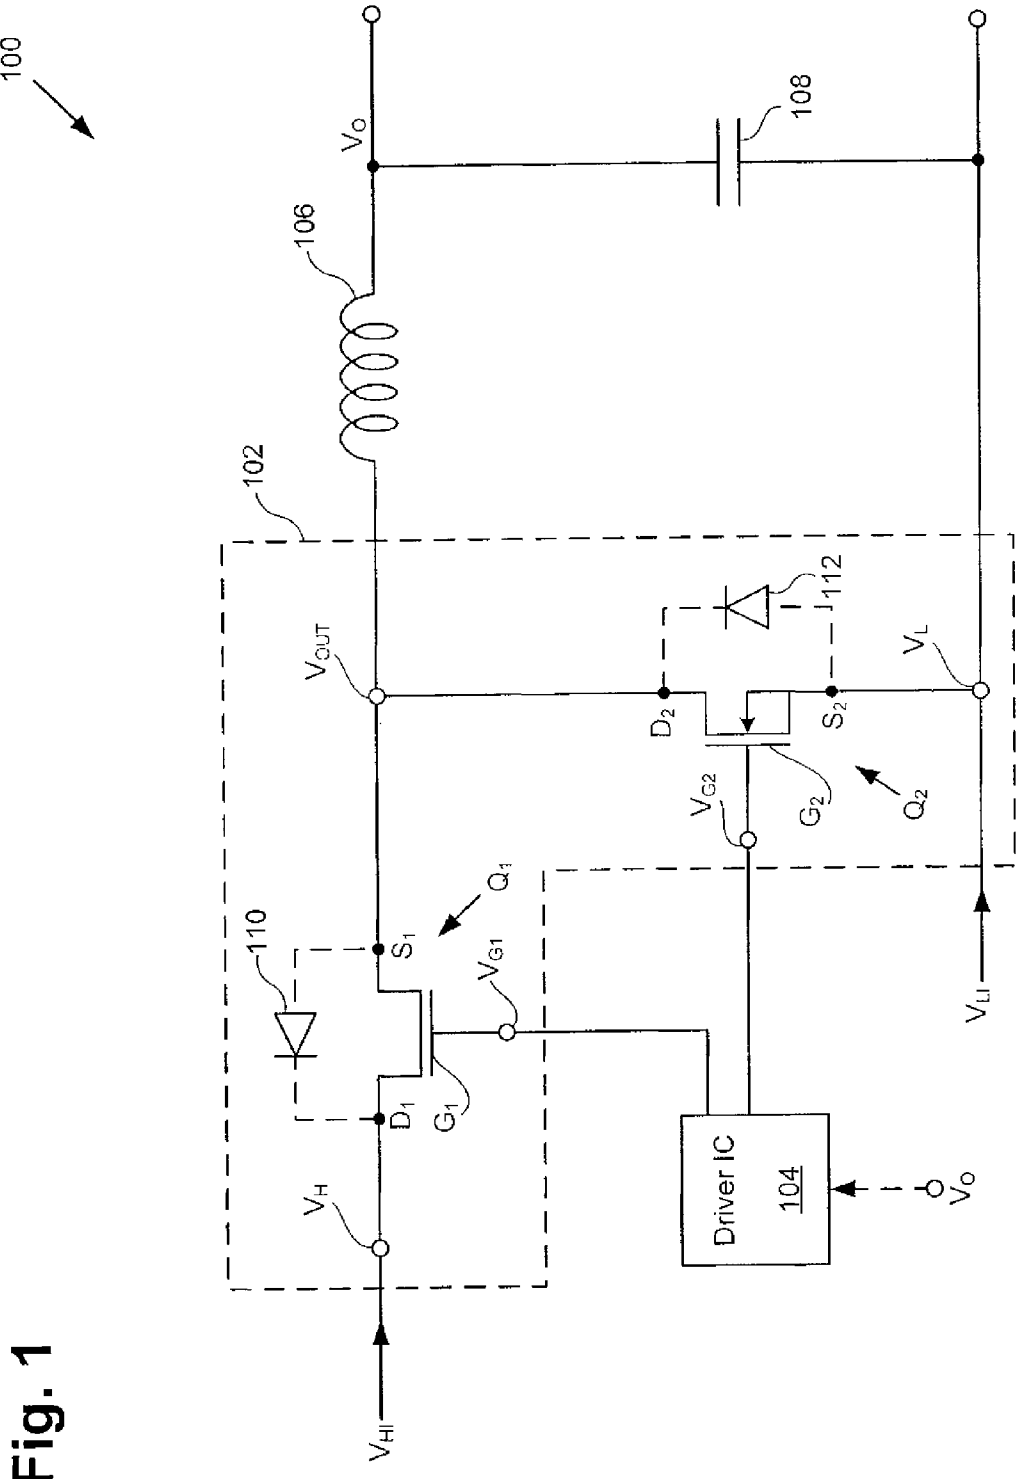 Fig. 1
100
102
106
V_O
V_OUT
110
V_H
V_HI
D_1
S_1
G_1
Q_1
V_G1
D_2
S_2
G_2
Q_2
V_G2
112
108
V_L
V_LI
Driver IC
104
V_O